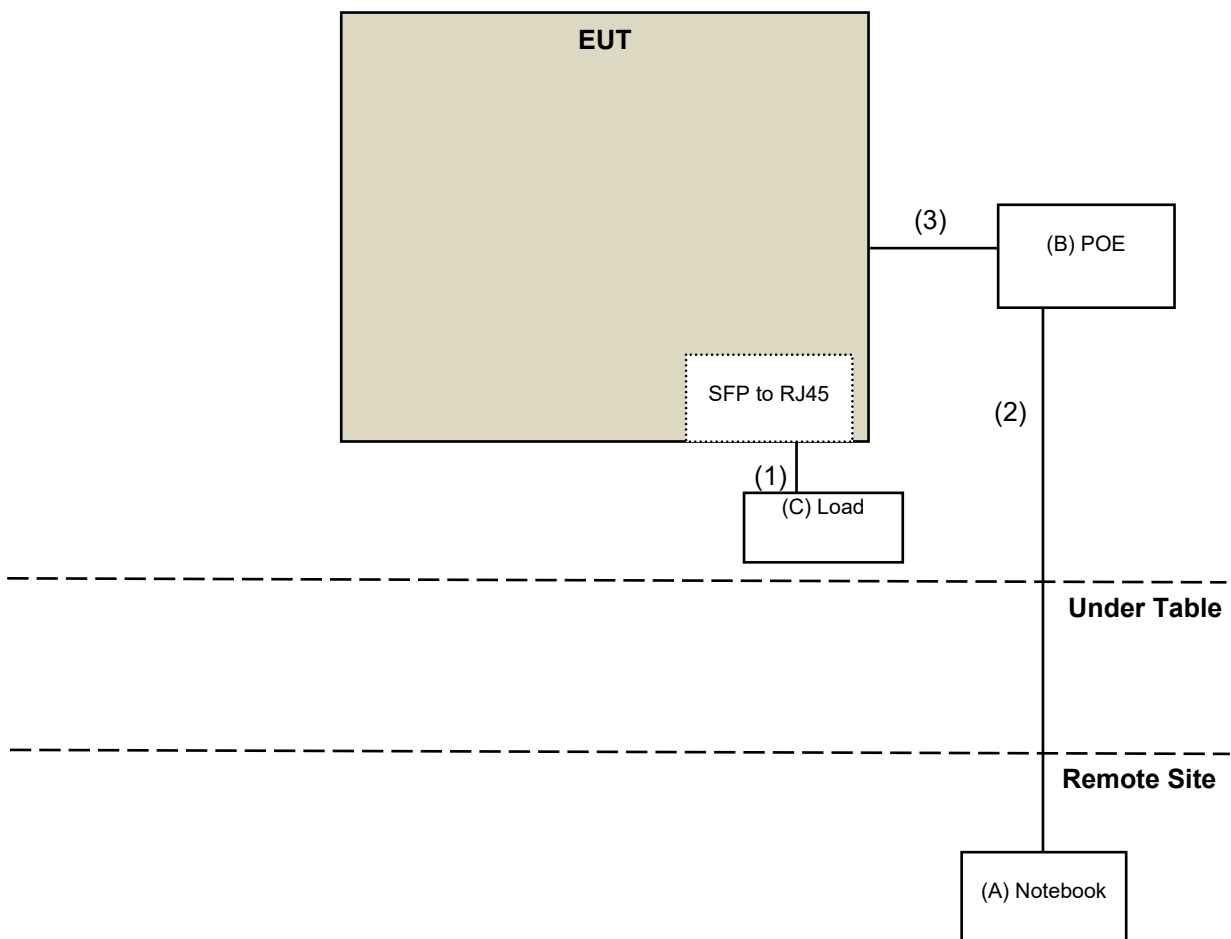 EUT
(3)
(B) POE
SFP to RJ45
(2)
(1)
(C) Load
Under Table
Remote Site
(A) Notebook